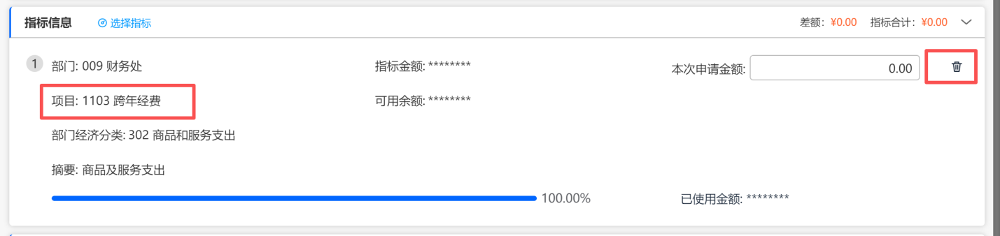 指标信息 选择指标 差额: ¥0.00 指标合计: ¥0.00
1 部门: 009 财务处 指标金额: ******** 本次申请金额: 0.00
项目: 1103 跨年经费 可用余额: ********
部门经济分类: 302 商品和服务支出
摘要: 商品及服务支出
100.00% 已使用金额: ********